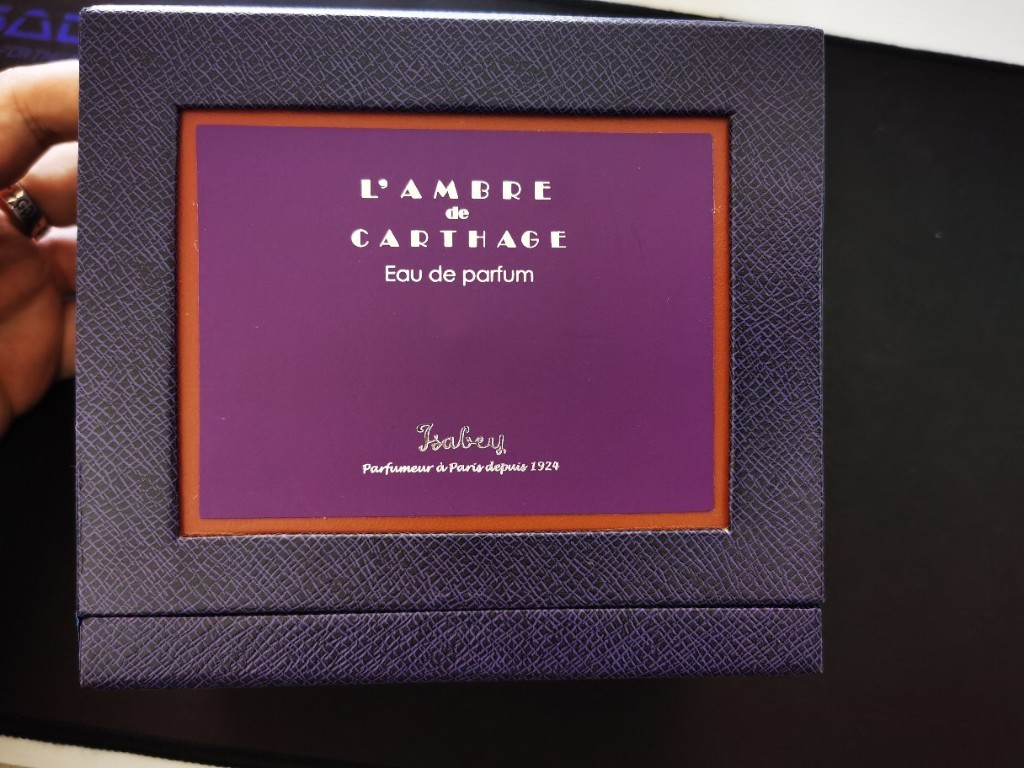 L'AMBRE
de
CARTHAGE
Eau de parfum
Isabey
Parfumeur à Paris depuis 1924